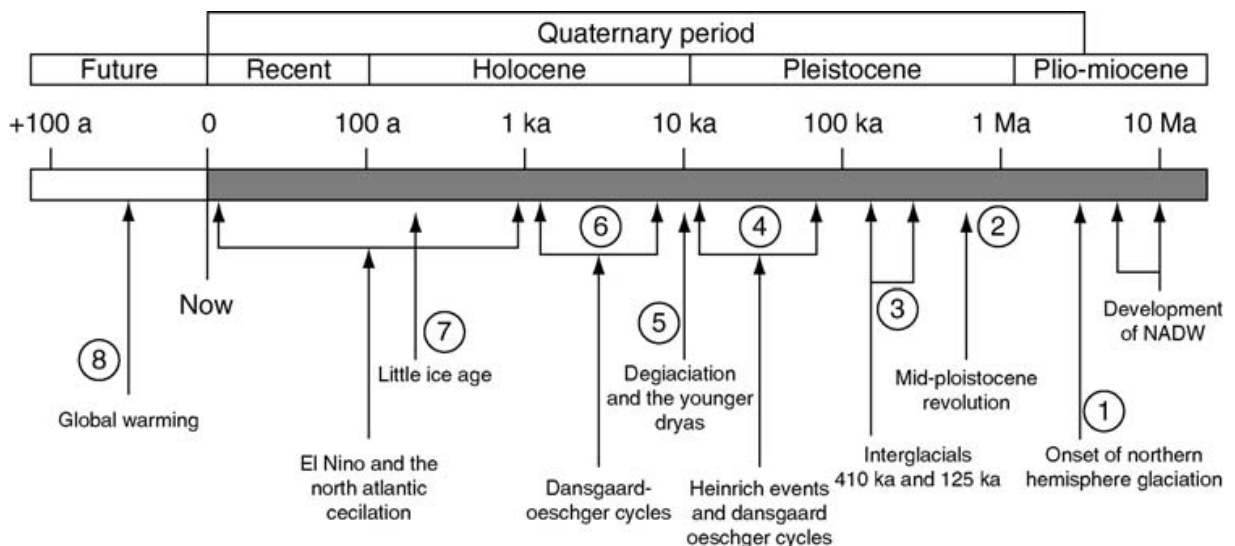 Quaternary period
Future Recent Holocene Pleistocene Plio-miocene
+100 a 0 100 a 1 ka 10 ka 100 ka 1 Ma 10 Ma
6 4 2
Now
3
Development
of NADW
7
5
8
Little ice age
Degiaciation
and the younger
dryas
Mid-ploistocene
revolution
1
Global warming
El Nino and the
north atlantic
cecilation
Dansgaard-
oeschger cycles
Heinrich events
and dansgaard
oeschger cycles
Interglacials
410 ka and 125 ka
Onset of northern
hemisphere glaciation